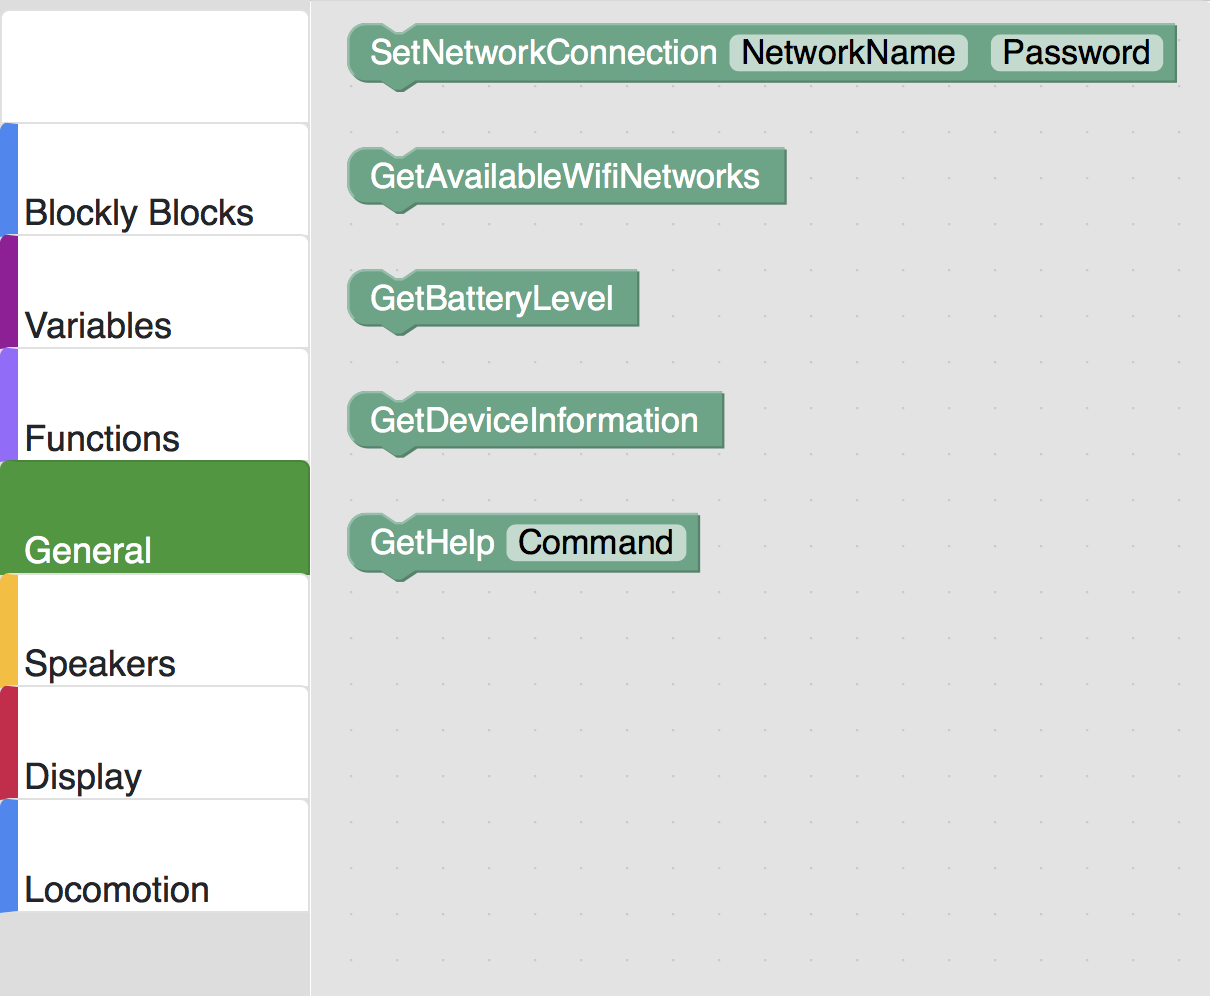 Blockly Blocks
Variables
Functions
General
Speakers
Display
Locomotion
SetNetworkConnection NetworkName Password
GetAvailableWifiNetworks
GetBatteryLevel
GetDeviceInformation
GetHelp Command